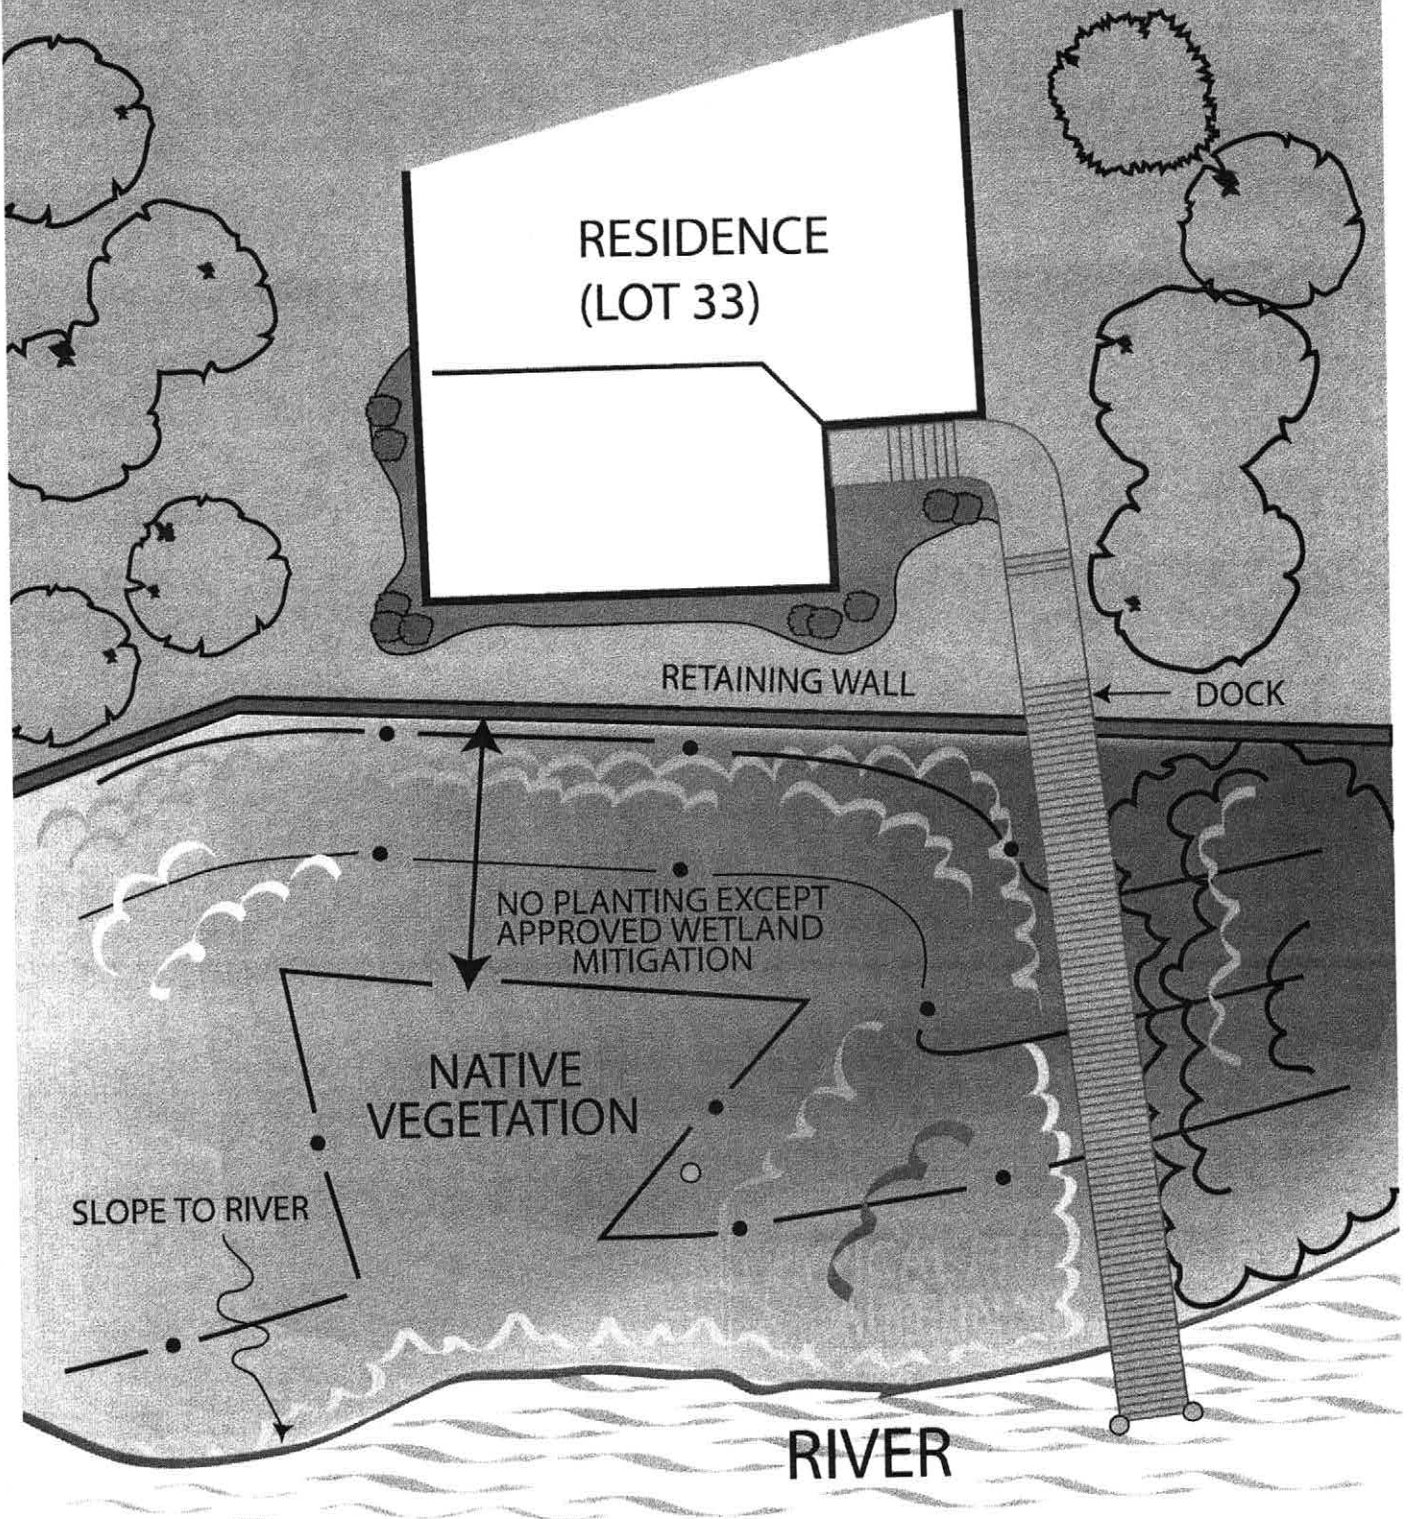 RESIDENCE
(LOT 33)
RETAINING WALL
DOCK
NO PLANTING EXCEPT
APPROVED WETLAND
MITIGATION
NATIVE
VEGETATION
SLOPE TO RIVER
RIVER